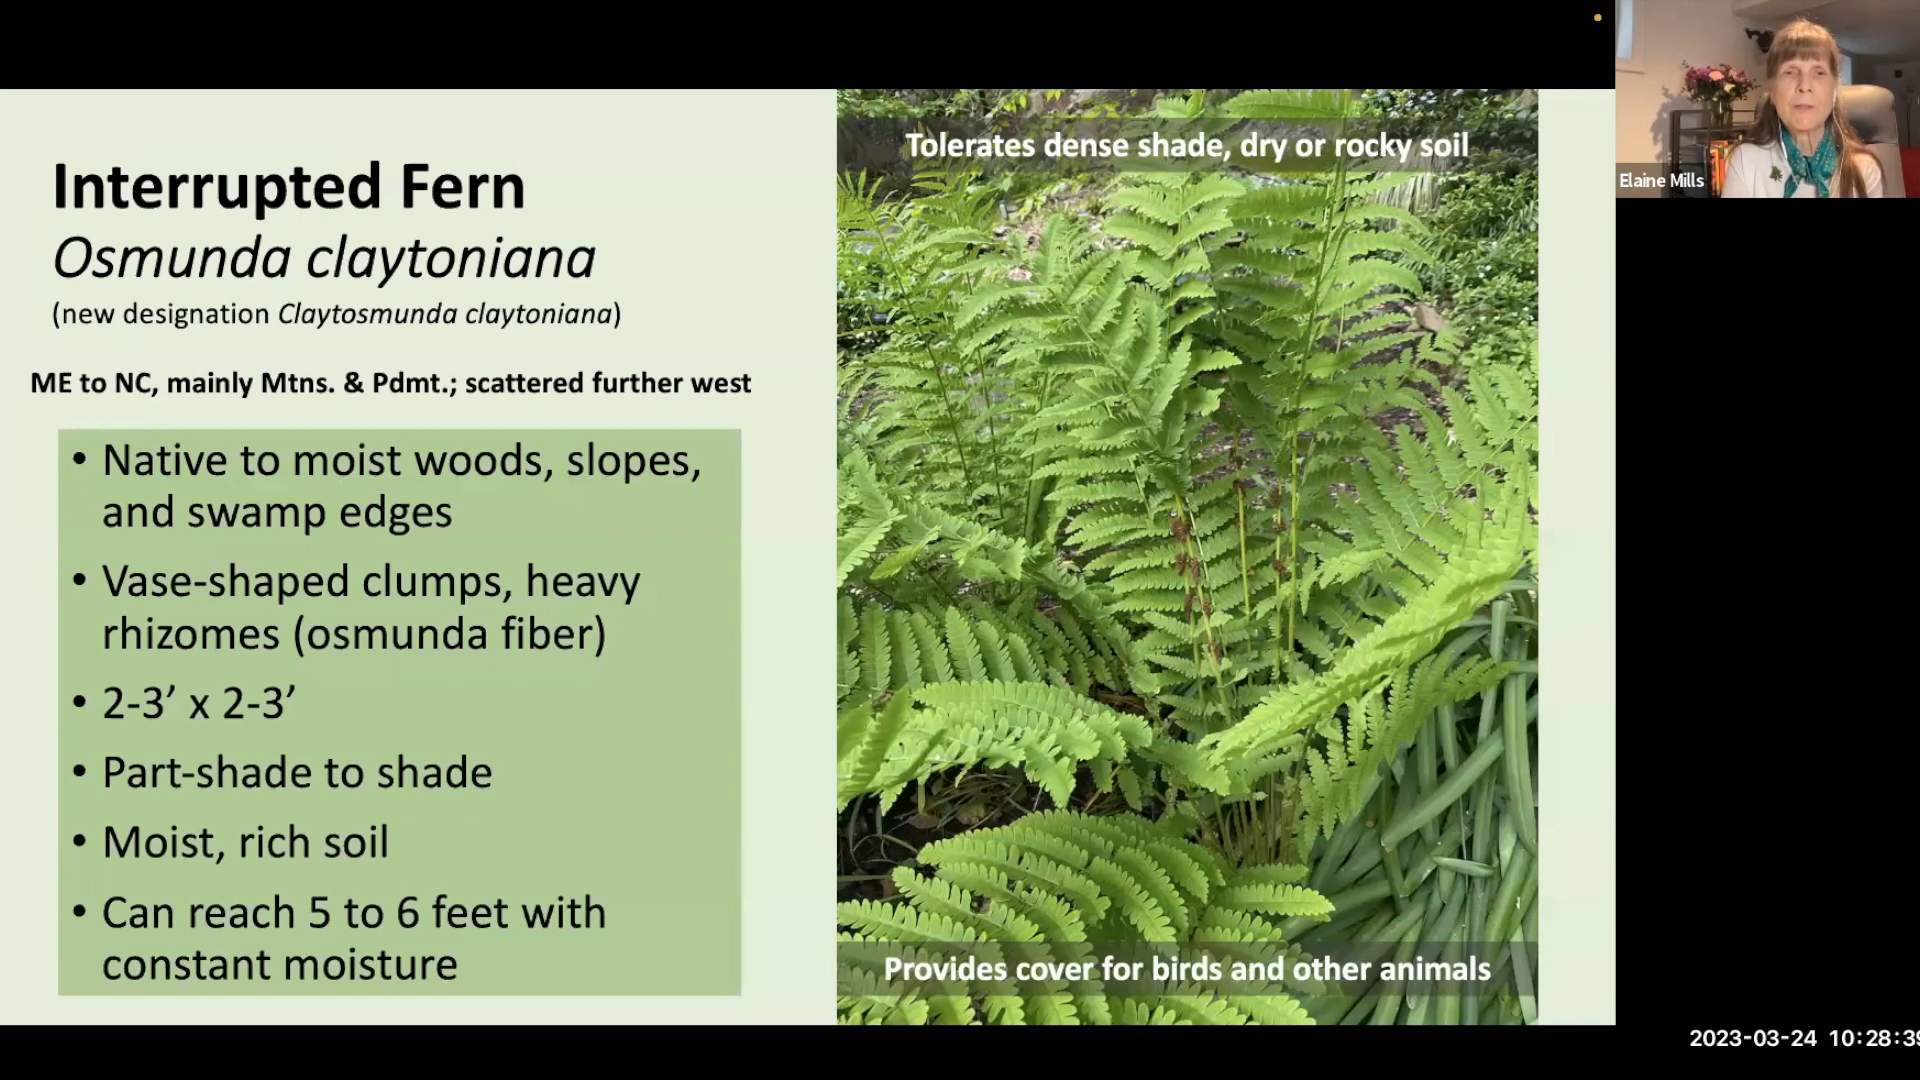 Interrupted Fern
Osmunda claytoniana
(new designation Claytosmunda claytoniana)
ME to NC, mainly Mtns. & Pdmt.; scattered further west
• Native to moist woods, slopes,
and swamp edges
• Vase-shaped clumps, heavy
rhizomes (osmunda fiber)
• 2-3’ x 2-3’
• Part-shade to shade
• Moist, rich soil
• Can reach 5 to 6 feet with
constant moisture
Tolerates dense shade, dry or rocky soil
Provides cover for birds and other animals
Elaine Mills
2023-03-24 10:28:39